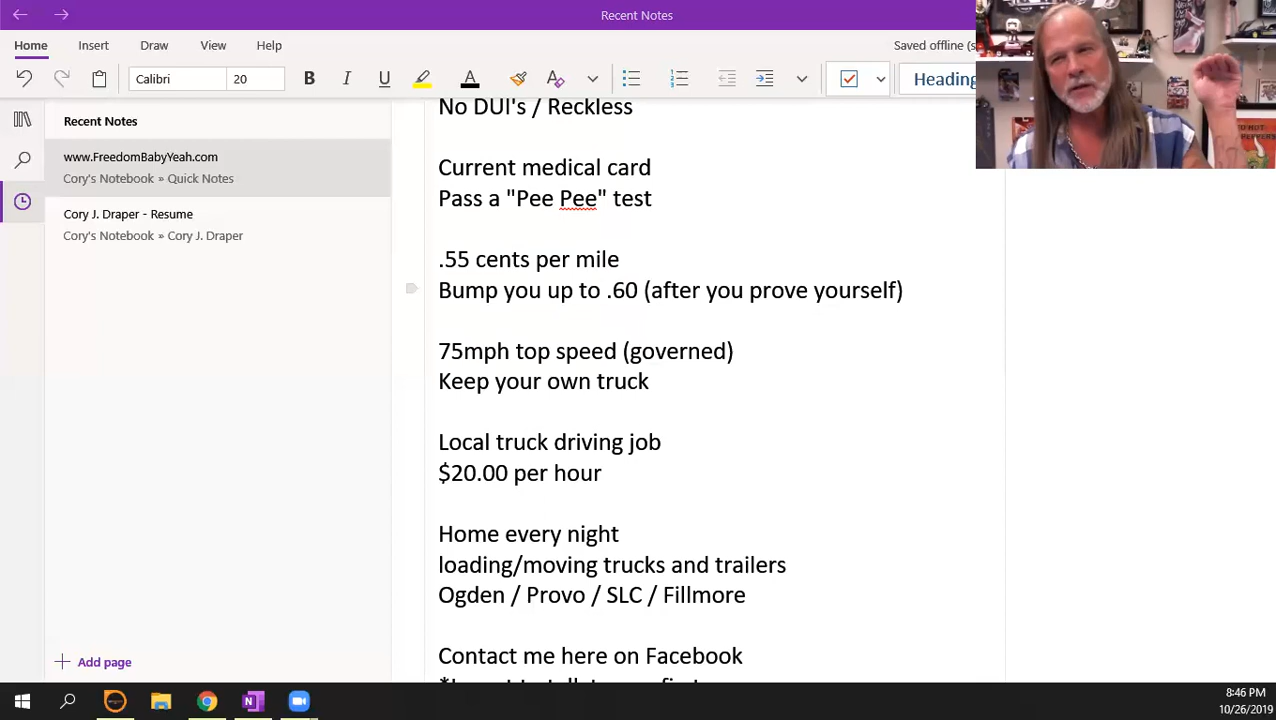 Recent Notes
Home Insert Draw View Help
Saved offline (s
Calibri 20 B I U A A Heading
Recent Notes
www.FreedomBabyYeah.com
Cory's Notebook » Quick Notes
Cory J. Draper - Resume
Cory's Notebook » Cory J. Draper
No DUI's / Reckless
Current medical card
Pass a "Pee Pee" test
.55 cents per mile
Bump you up to .60 (after you prove yourself)
75mph top speed (governed)
Keep your own truck
Local truck driving job
$20.00 per hour
Home every night
loading/moving trucks and trailers
Ogden / Provo / SLC / Fillmore
Contact me here on Facebook
Add page
8:46 PM
10/26/2019